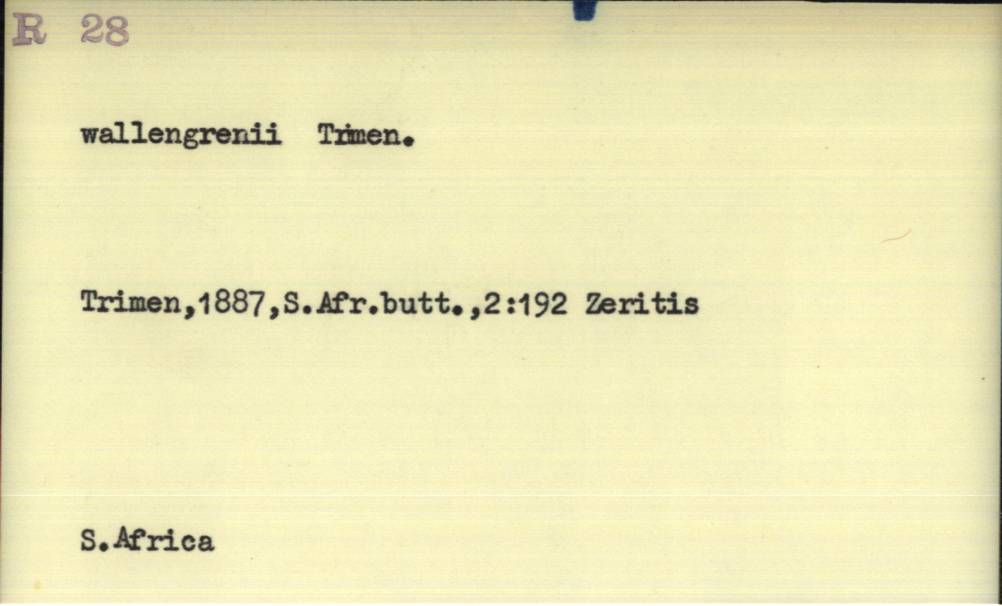 R 28
wallengrenii Trimen.
Trimen,1887,S.Afr.butt.,2:192 Zeritis
S.Africa